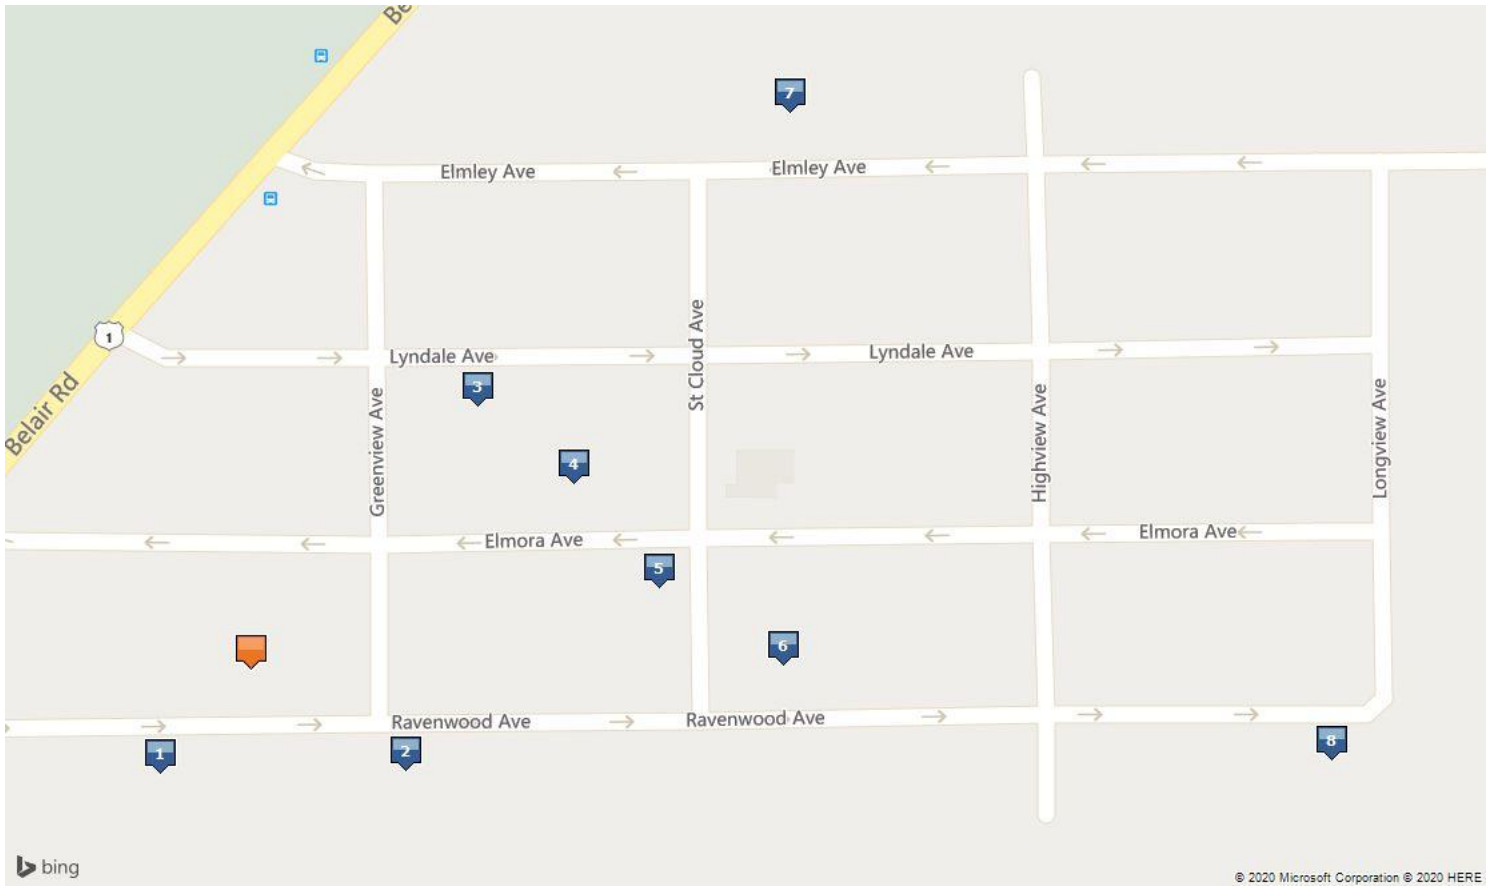 Be
7
Elmley Ave
Elmley Ave
1
Lyndale Ave
St Cloud Ave
Lyndale Ave
Belair Rd
3
Greenview Ave
Highview Ave
Longview Ave
4
Elmora Ave
Elmora Ave
5
6
Ravenwood Ave
Ravenwood Ave
1
2
8
bing
© 2020 Microsoft Corporation © 2020 HERE